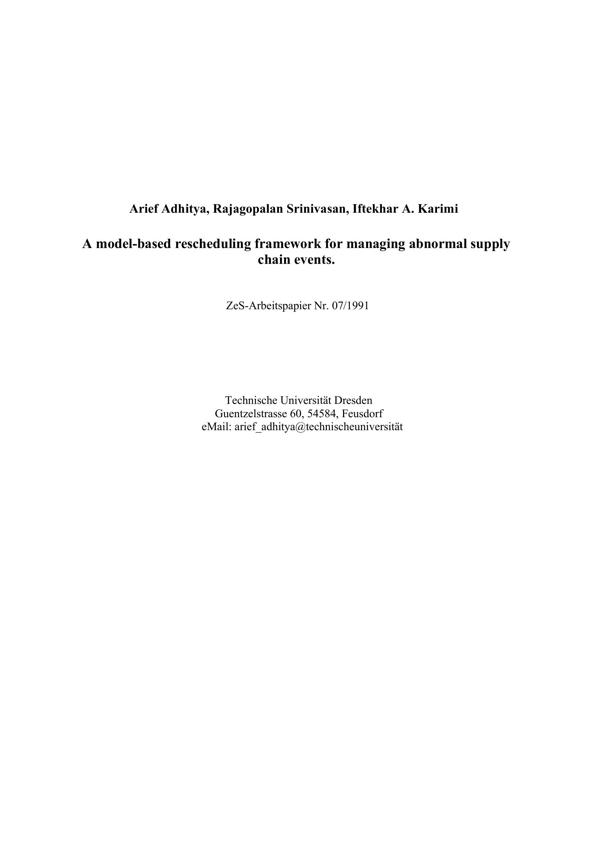 Arief Adhitya, Rajagopalan Srinivasan, Iftekhar A. Karimi
A model-based rescheduling framework for managing abnormal supply
chain events.
ZeS-Arbeitspapier Nr. 07/1991
Technische Universität Dresden
Guentzelstrasse 60, 54584, Feusdorf
eMail: arief_adhitya@technischeuniversität